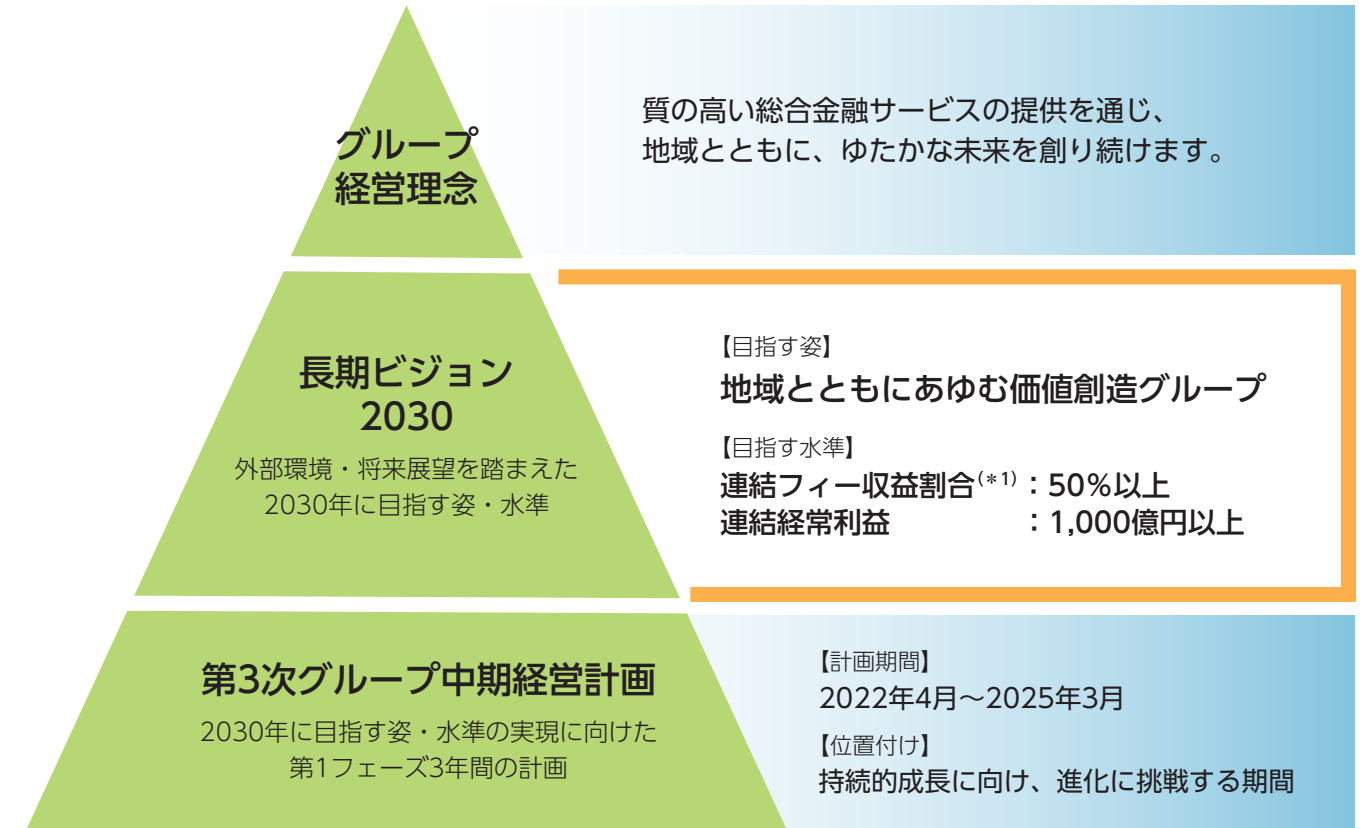 グループ
経営理念
質の高い総合金融サービスの提供を通じ、
地域とともに、ゆたかな未来を創り続けます。
長期ビジョン
2030
外部環境・将来展望を踏まえた
2030年に目指す姿・水準
【目指す姿】
地域とともにあゆむ価値創造グループ
【目指す水準】
連結フィー収益割合(*1)：50%以上
連結経常利益：1,000億円以上
第3次グループ中期経営計画
2030年に目指す姿・水準の実現に向けた
第1フェーズ3年間の計画
【計画期間】
2022年4月～2025年3月
【位置付け】
持続的成長に向け、進化に挑戦する期間